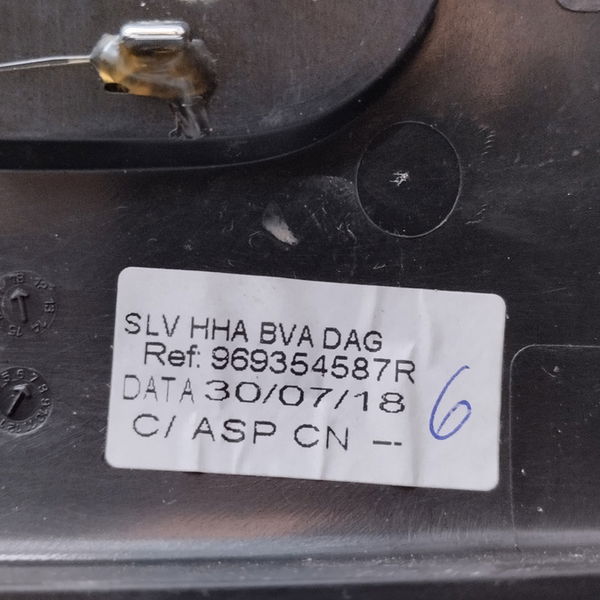 SLV HHA BVA DAG
Ref: 969354587R
DATA 30/07/18
C/ ASP CN --
6